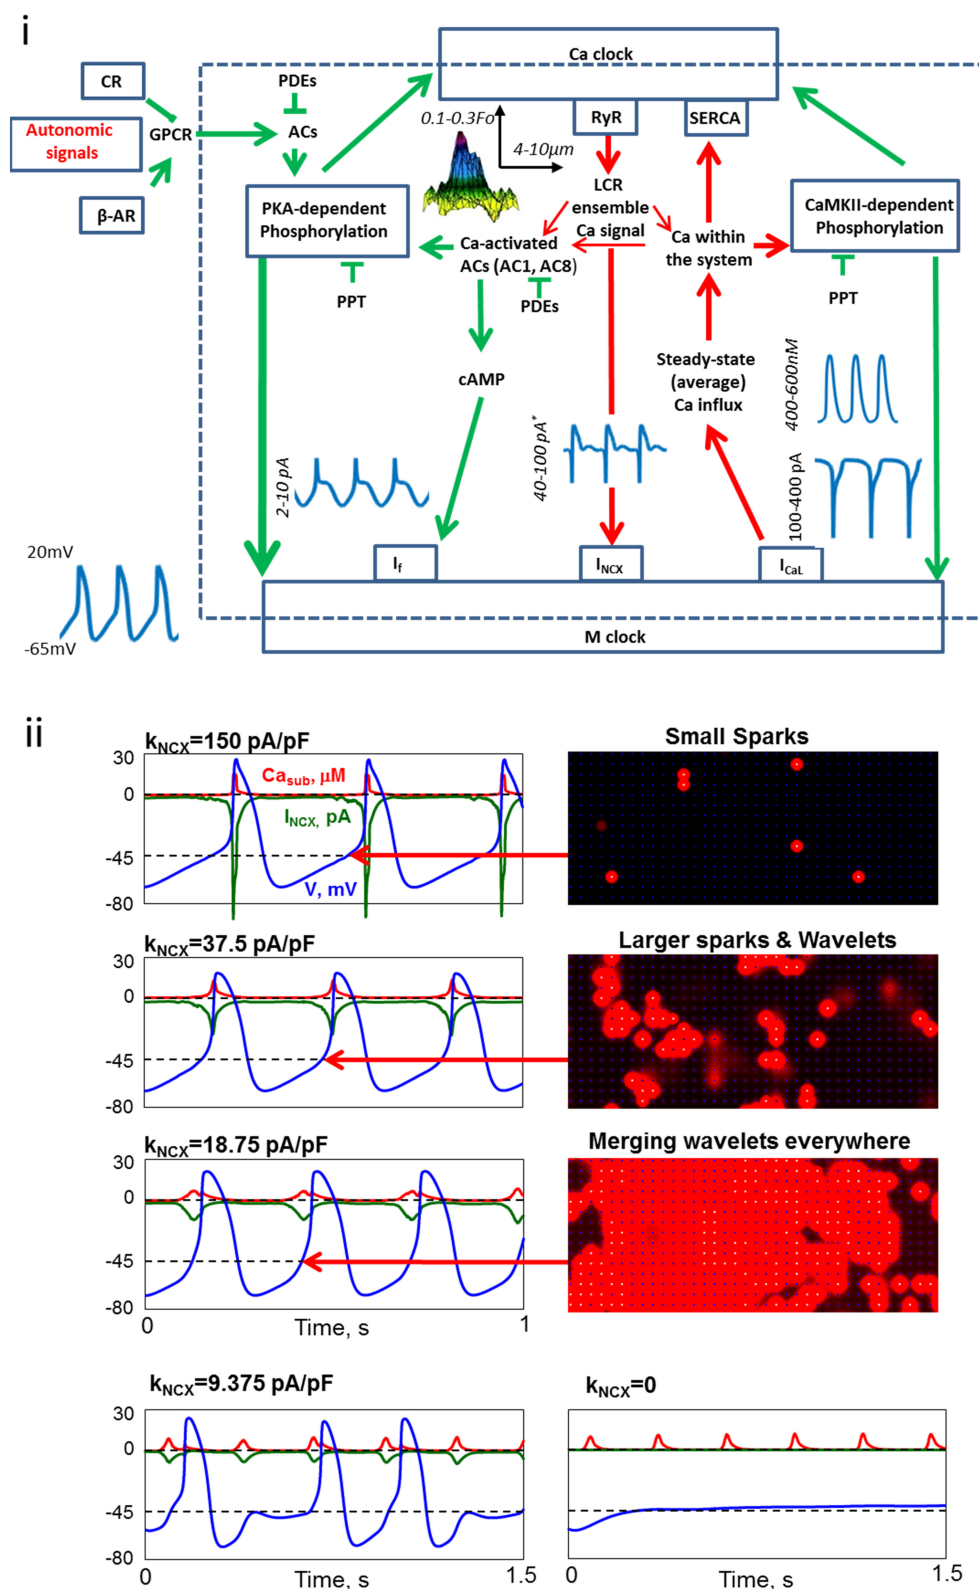 i
Ca clock
CR
PDEs
RyR
SERCA
Autonomic
signals
GPCR
ACs
0.1-0.3Fo
4-10µm
LCR
ensemble
Ca signal
β-AR
PKA-dependent
Phosphorylation
CaMKII-dependent
Phosphorylation
Ca-activated
ACs (AC1, AC8)
Ca within
the system
PPT
PDEs
PPT
cAMP
Steady-state
(average)
Ca influx
400-600nM
2-10 pA
40-100 pA*
100-400 pA
20mV
-65mV
If
INCX
ICaL
M clock
ii
kNCX=150 pA/pF
Small Sparks
30
0
-45
-80
Casub, µM
INCX, pA
V, mV
kNCX=37.5 pA/pF
Larger sparks & Wavelets
30
0
-45
-80
kNCX=18.75 pA/pF
Merging wavelets everywhere
30
0
-45
-80
0
Time, s
1
kNCX=9.375 pA/pF
kNCX=0
30
0
-45
-80
0
Time, s
1.5
0
Time, s
1.5